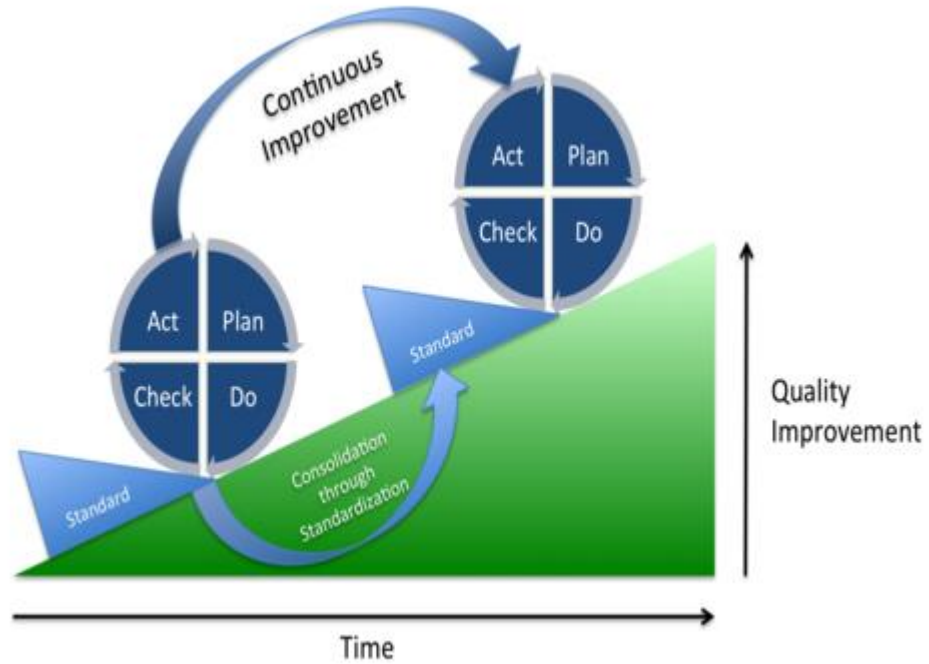 Continuous
Improvement
Act
Plan
Check
Do
Act
Plan
Check
Do
Standard
Standard
Consolidation
through
Standardization
Quality
Improvement
Time